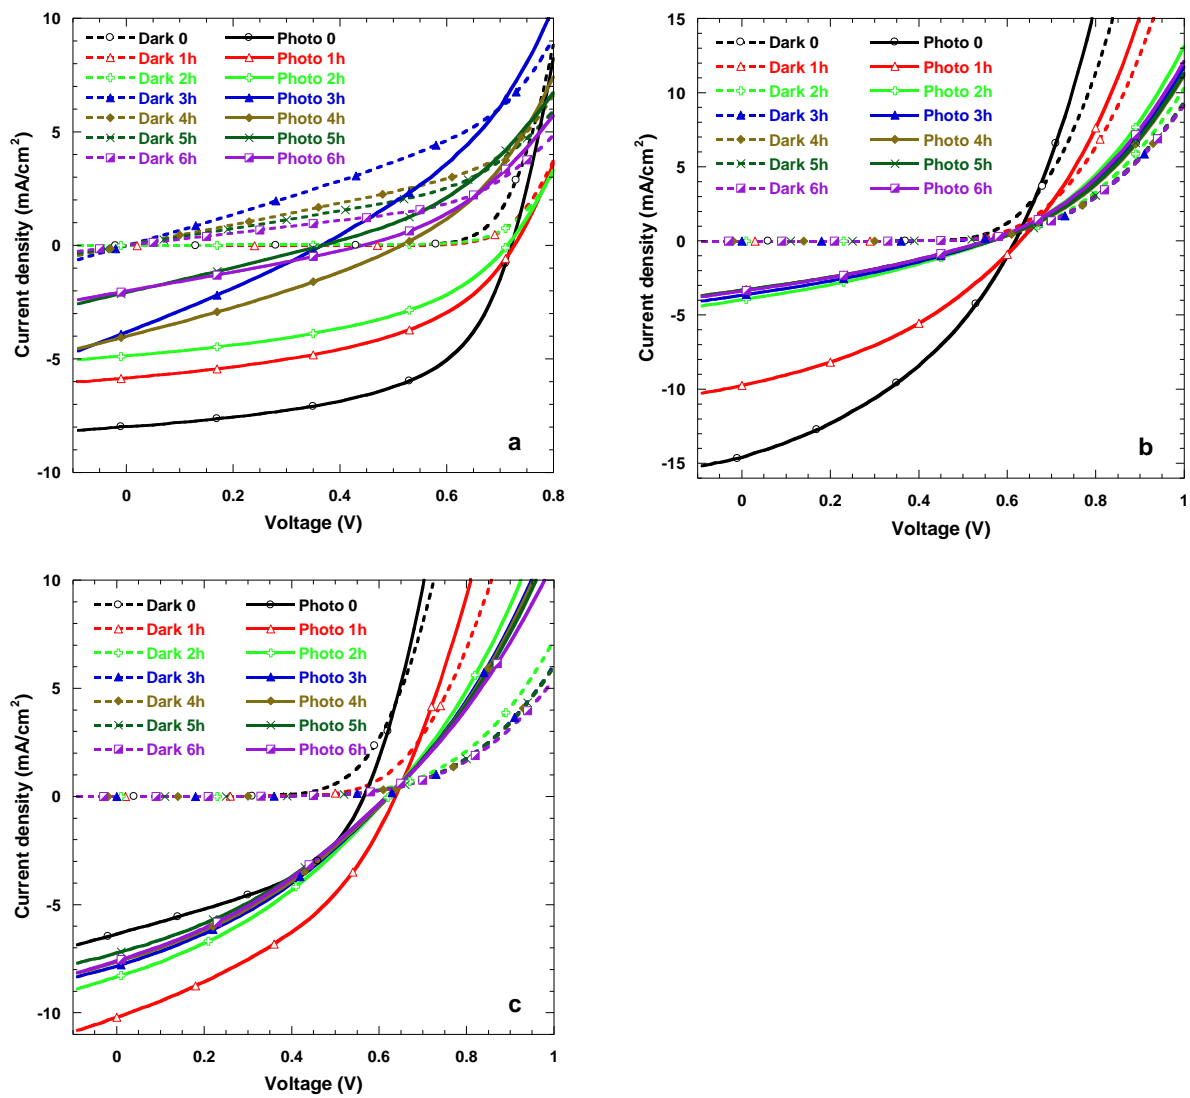 10
5
0
-5
-10
Current density (mA/cm2)
Dark 0 Photo 0
Dark 1h Photo 1h
Dark 2h Photo 2h
Dark 3h Photo 3h
Dark 4h Photo 4h
Dark 5h Photo 5h
Dark 6h Photo 6h
a
0 0.2 0.4 0.6 0.8
Voltage (V)
15
10
5
0
-5
-10
-15
Current density (mA/cm2)
Dark 0 Photo 0
Dark 1h Photo 1h
Dark 2h Photo 2h
Dark 3h Photo 3h
Dark 4h Photo 4h
Dark 5h Photo 5h
Dark 6h Photo 6h
b
0 0.2 0.4 0.6 0.8 1
Voltage (V)
10
5
0
-5
-10
Current density (mA/cm2)
Dark 0 Photo 0
Dark 1h Photo 1h
Dark 2h Photo 2h
Dark 3h Photo 3h
Dark 4h Photo 4h
Dark 5h Photo 5h
Dark 6h Photo 6h
c
0 0.2 0.4 0.6 0.8 1
Voltage (V)